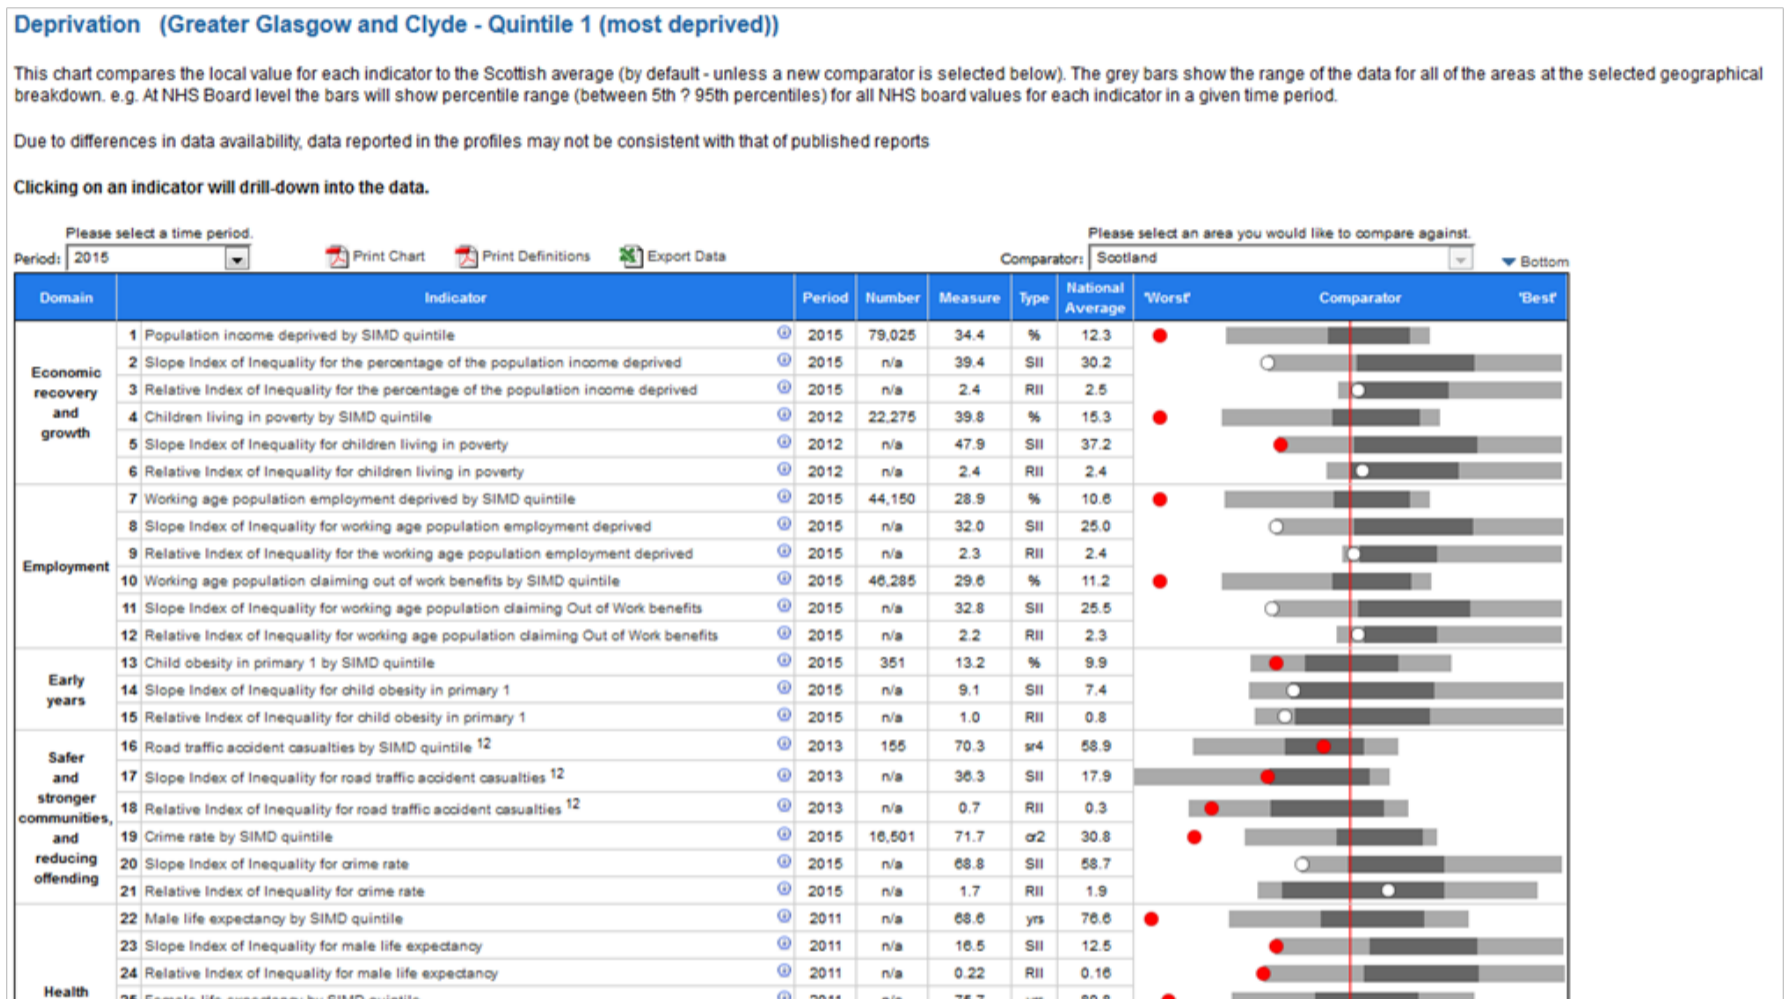 Deprivation (Greater Glasgow and Clyde - Quintile 1 (most deprived))
This chart compares the local value for each indicator to the Scottish average (by default - unless a new comparator is selected below). The grey bars show the range of the data for all of the areas at the selected geographical
breakdown. e.g. At NHS Board level the bars will show percentile range (between 5th ? 95th percentiles) for all NHS board values for each indicator in a given time period.
Due to differences in data availability, data reported in the profiles may not be consistent with that of published reports
Clicking on an indicator will drill-down into the data.
Please select a time period. Please select an area you would like to compare against.
Period: 2015 Print Chart Print Definitions Export Data Comparator: Scotland Bottom
Domain Indicator Period Number Measure Type National Average 'Worst' Comparator 'Best'
Economic recovery and growth
1 Population income deprived by SIMD quintile 2015 79,025 34.4 % 12.3
2 Slope Index of Inequality for the percentage of the population income deprived 2015 n/a 39.4 SII 30.2
3 Relative Index of Inequality for the percentage of the population income deprived 2015 n/a 2.4 RII 2.5
4 Children living in poverty by SIMD quintile 2012 22,275 39.8 % 15.3
5 Slope Index of Inequality for children living in poverty 2012 n/a 47.9 SII 37.2
6 Relative Index of Inequality for children living in poverty 2012 n/a 2.4 RII 2.4
Employment
7 Working age population employment deprived by SIMD quintile 2015 44,150 28.9 % 10.6
8 Slope Index of Inequality for working age population employment deprived 2015 n/a 32.0 SII 25.0
9 Relative Index of Inequality for the working age population employment deprived 2015 n/a 2.3 RII 2.4
10 Working age population claiming out of work benefits by SIMD quintile 2015 46,285 29.6 % 11.2
11 Slope Index of Inequality for working age population claiming Out of Work benefits 2015 n/a 32.8 SII 25.5
12 Relative Index of Inequality for working age population claiming Out of Work benefits 2015 n/a 2.2 RII 2.3
Early years
13 Child obesity in primary 1 by SIMD quintile 2015 351 13.2 % 9.9
14 Slope Index of Inequality for child obesity in primary 1 2015 n/a 9.1 SII 7.4
15 Relative Index of Inequality for child obesity in primary 1 2015 n/a 1.0 RII 0.8
Safer and stronger communities, and reducing offending
16 Road traffic accident casualties by SIMD quintile 12 2013 155 70.3 sr4 58.9
17 Slope Index of Inequality for road traffic accident casualties 12 2013 n/a 36.3 SII 17.9
18 Relative Index of Inequality for road traffic accident casualties 12 2013 n/a 0.7 RII 0.3
19 Crime rate by SIMD quintile 2015 16,501 71.7 cr2 30.8
20 Slope Index of Inequality for crime rate 2015 n/a 68.8 SII 58.7
21 Relative Index of Inequality for crime rate 2015 n/a 1.7 RII 1.9
Health
22 Male life expectancy by SIMD quintile 2011 n/a 68.6 yrs 76.6
23 Slope Index of Inequality for male life expectancy 2011 n/a 16.5 SII 12.5
24 Relative Index of Inequality for male life expectancy 2011 n/a 0.22 RII 0.16